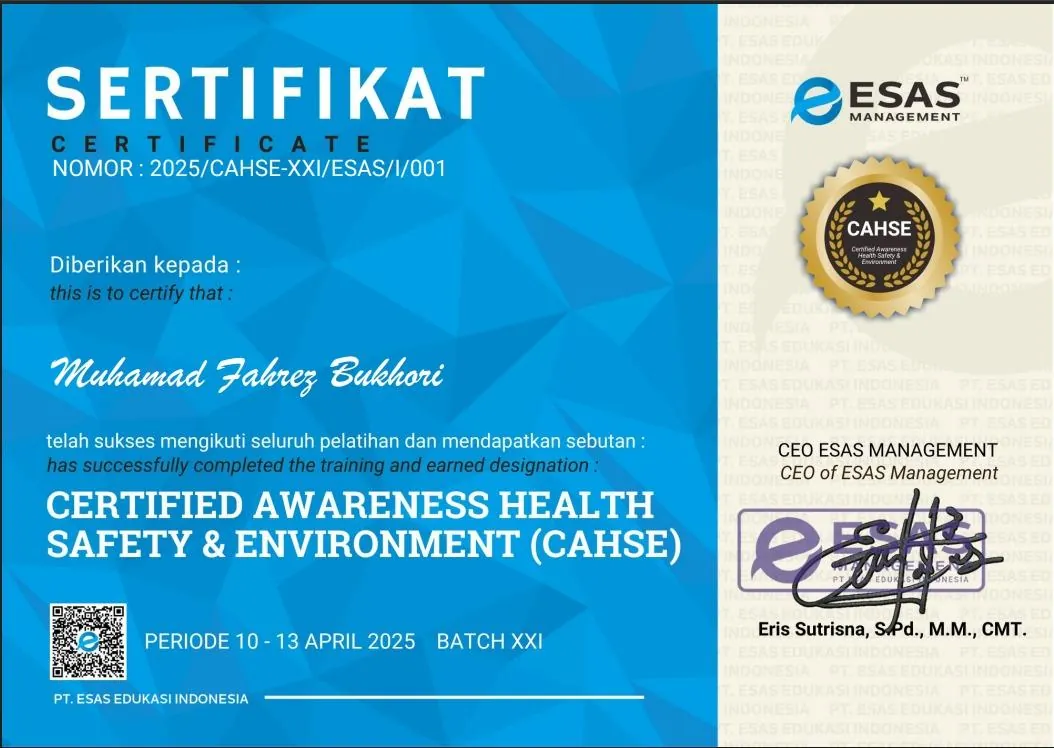 SERTIFIKAT
CERTIFICATE
NOMOR : 2025/CAHSE-XXI/ESAS/I/001
Diberikan kepada :
this is to certify that :
Muhamad Fahrez Bukhori
telah sukses mengikuti seluruh pelatihan dan mendapatkan sebutan :
has successfully completed the training and earned designation :
CERTIFIED AWARENESS HEALTH
SAFETY & ENVIRONMENT (CAHSE)
PERIODE 10 - 13 APRIL 2025 BATCH XXI
PT. ESAS EDUKASI INDONESIA
ESAS™
MANAGEMENT
CAHSE
Certified Awareness
Health Safety &
Environment
CEO ESAS MANAGEMENT
CEO of ESAS Management
ESAS
MANAGEMENT
PT ESAS EDUKASI INDONESIA
Eris Sutrisna, S.Pd., M.M., CMT.